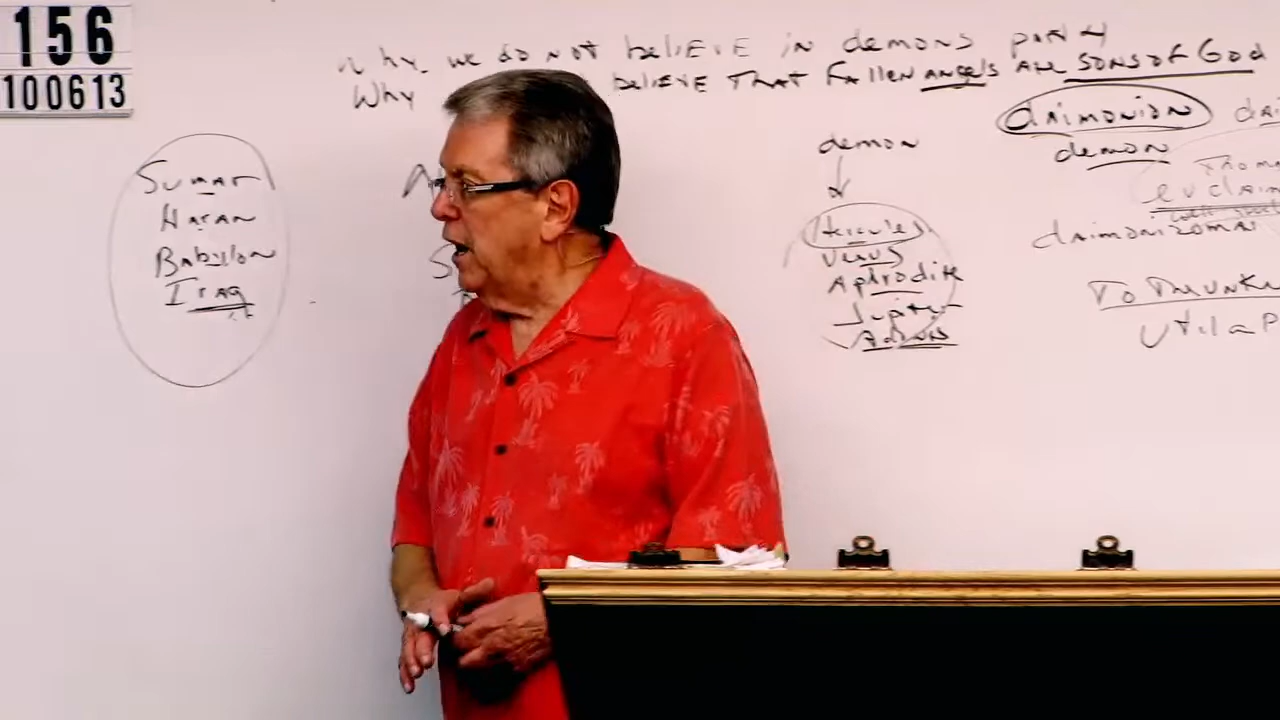 156
100613
Why we do not believe in demons part 4
Why believe that fallen angels are sons of God
Sumar
Haran
Babylon
Iraq
demon
Hercules
Venus
Aphrodite
Jupiter
Adonis
daimonion
demon
daimonizomai